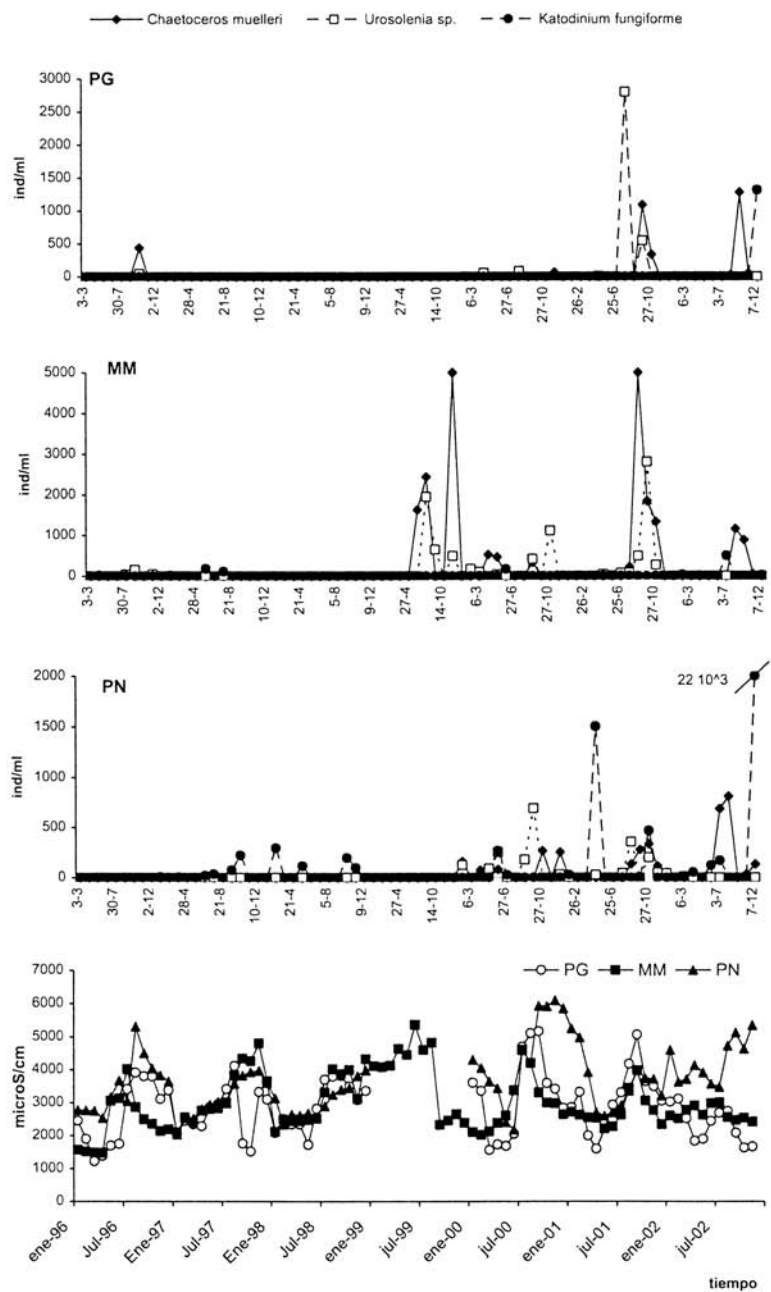 Chaetoceros muelleri Urosolenia sp. Katodinium fungiforme
PG
ind/ml
3000
2500
2000
1500
1000
500
0
3-3 30-7 2-12 28-4 21-8 10-12 21-4 5-8 9-12 27-4 14-10 6-3 27-6 27-10 26-2 25-6 27-10 6-3 3-7 7-12
MM
ind/ml
5000
4000
3000
2000
1000
0
3-3 30-7 2-12 28-4 21-8 10-12 21-4 5-8 9-12 27-4 14-10 6-3 27-6 27-10 26-2 25-6 27-10 6-3 3-7 7-12
PN
22 10^3
ind/ml
2000
1500
1000
500
0
3-3 30-7 2-12 28-4 21-8 10-12 21-4 5-8 9-12 27-4 14-10 6-3 27-6 27-10 26-2 25-6 27-10 6-3 3-7 7-12
PG MM PN
microS/cm
7000
6000
5000
4000
3000
2000
1000
0
ene-96 Jul-96 Ene-97 Jul-97 Ene-98 Jul-98 ene-99 jul-99 ene-00 jul-00 ene-01 jul-01 ene-02 jul-02
tiempo